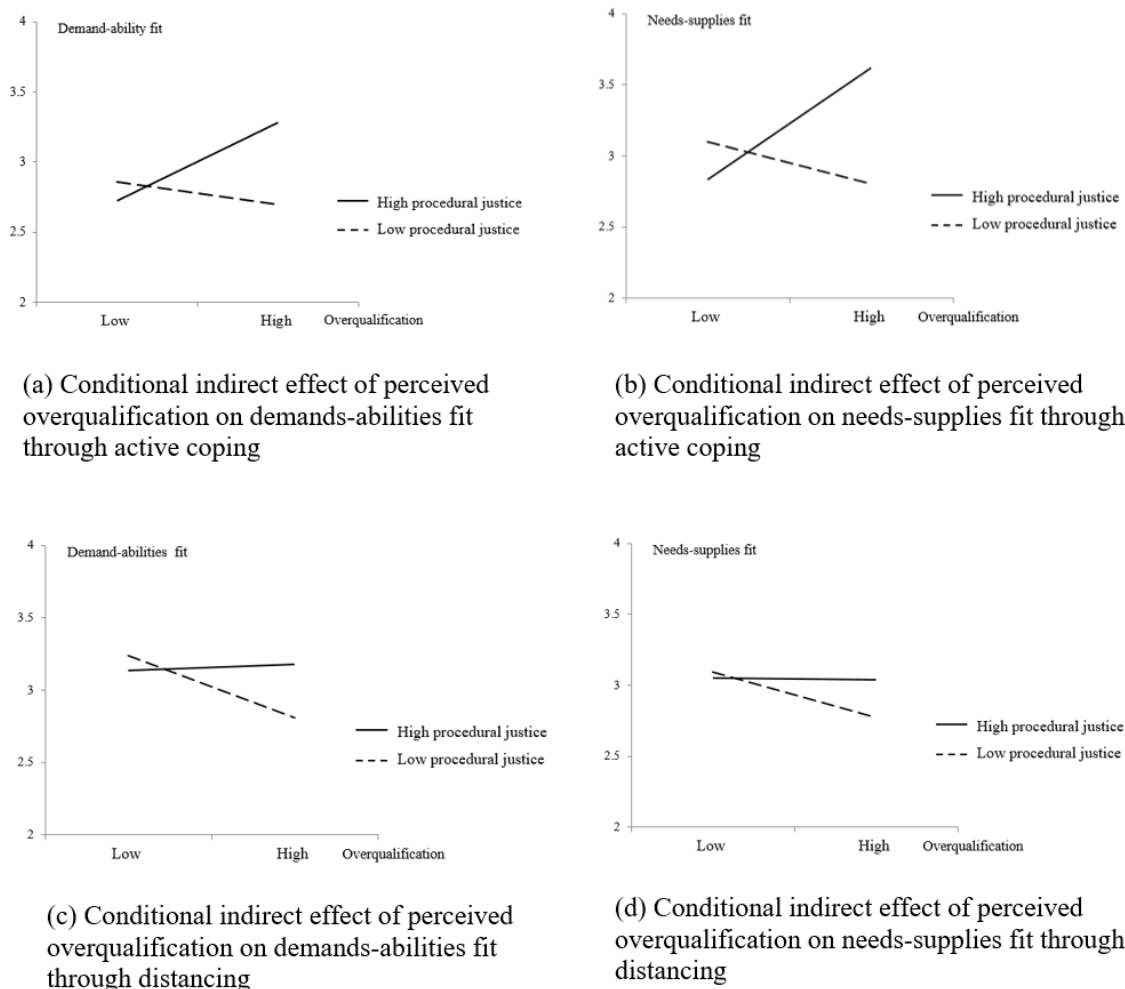 4
Demand-ability fit
3.5
3
High procedural justice
2.5
Low procedural justice
2
Low
High
Overqualification
(a) Conditional indirect effect of perceived
overqualification on demands-abilities fit
through active coping
4
Needs-supplies fit
3.5
3
High procedural justice
2.5
Low procedural justice
2
Low
High
Overqualification
(b) Conditional indirect effect of perceived
overqualification on needs-supplies fit through
active coping
4
Demand-abilities fit
3.5
3
High procedural justice
2.5
Low procedural justice
2
Low
High
Overqualification
(c) Conditional indirect effect of perceived
overqualification on demands-abilities fit
through distancing
4
Needs-supplies fit
3.5
3
High procedural justice
2.5
Low procedural justice
2
Low
High
Overqualification
(d) Conditional indirect effect of perceived
overqualification on needs-supplies fit through
distancing